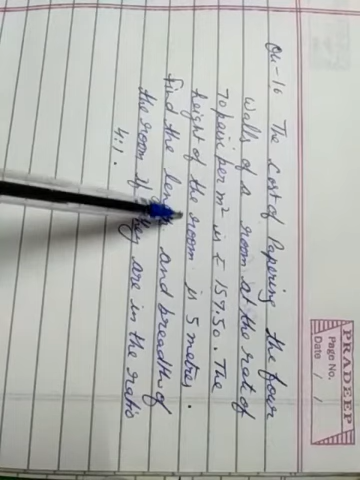 PRADEEP
Page No.
Date / /
Qu-16 The Cost of Papering the four
walls of a room at the rate of
70 paise per m² is ₹ 157.50. The
height of the room is 5 metres.
find the and breadth of
the room if they are in the ratio
4:1.